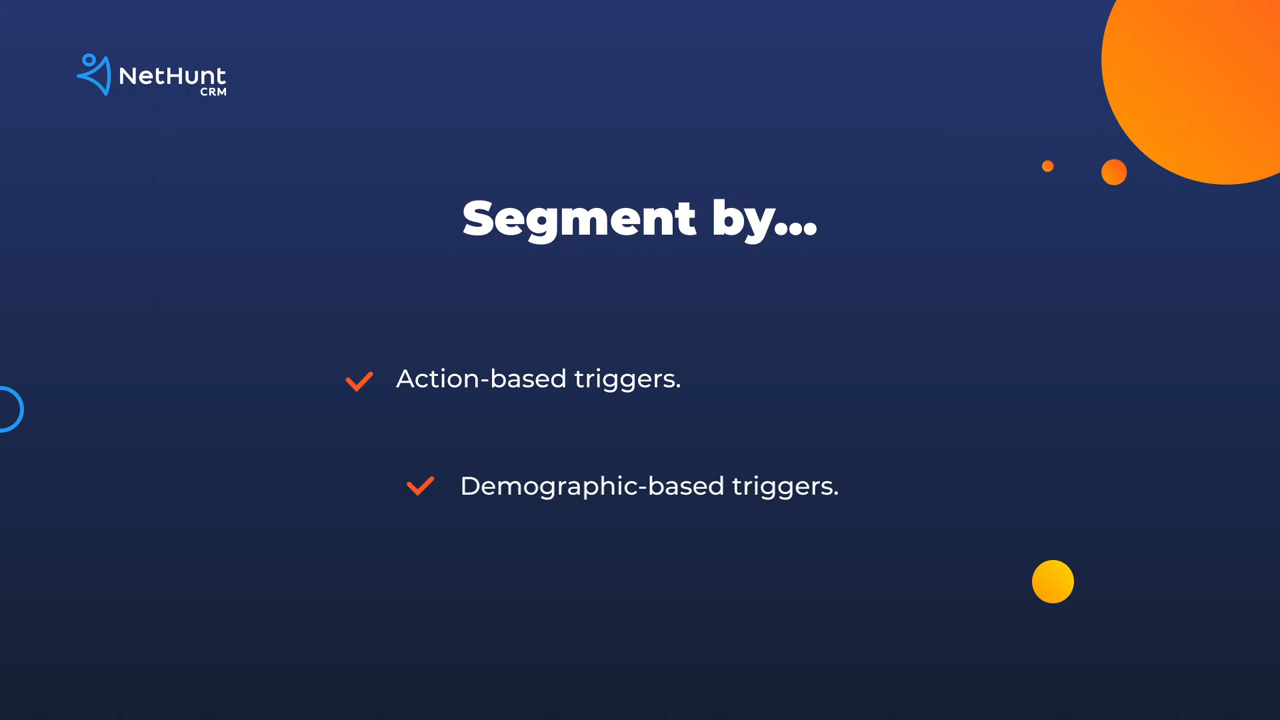 NetHunt
CRM
Segment by...
Action-based triggers.
Demographic-based triggers.